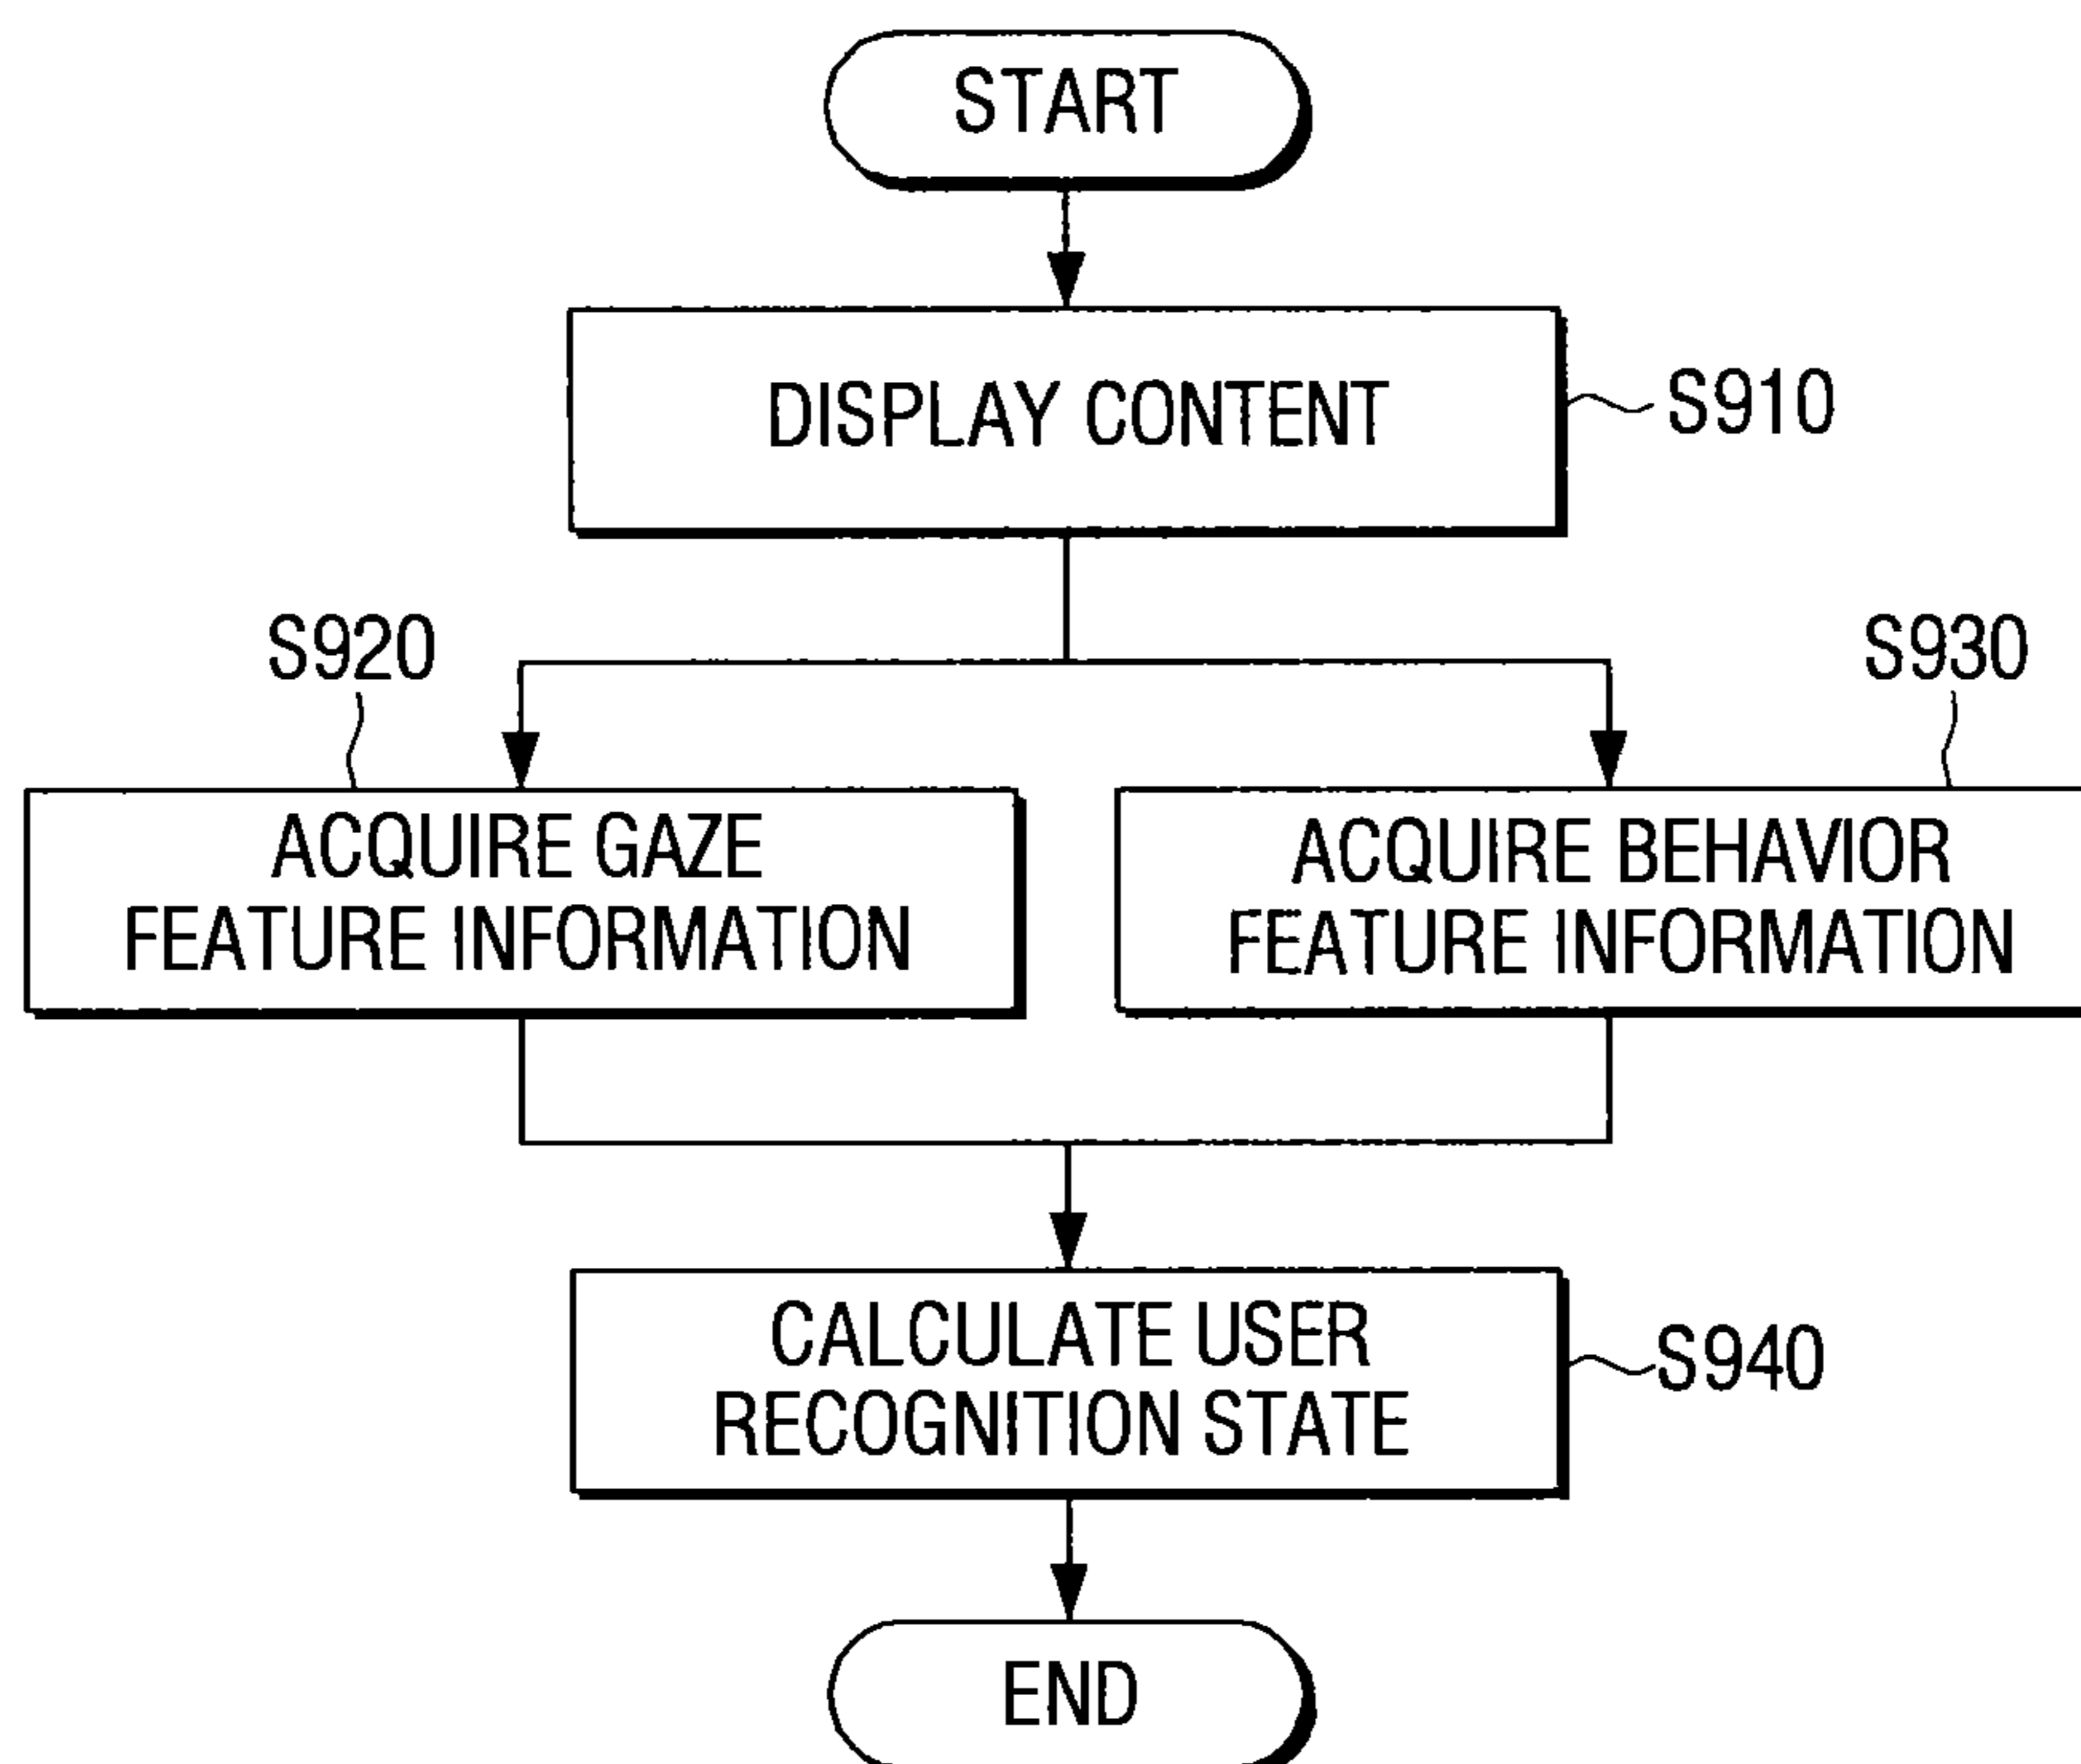 START
DISPLAY CONTENT
S910
S920
S930
ACQUIRE GAZE
FEATURE INFORMATION
ACQUIRE BEHAVIOR
FEATURE INFORMATION
CALCULATE USER
RECOGNITION STATE
S940
END